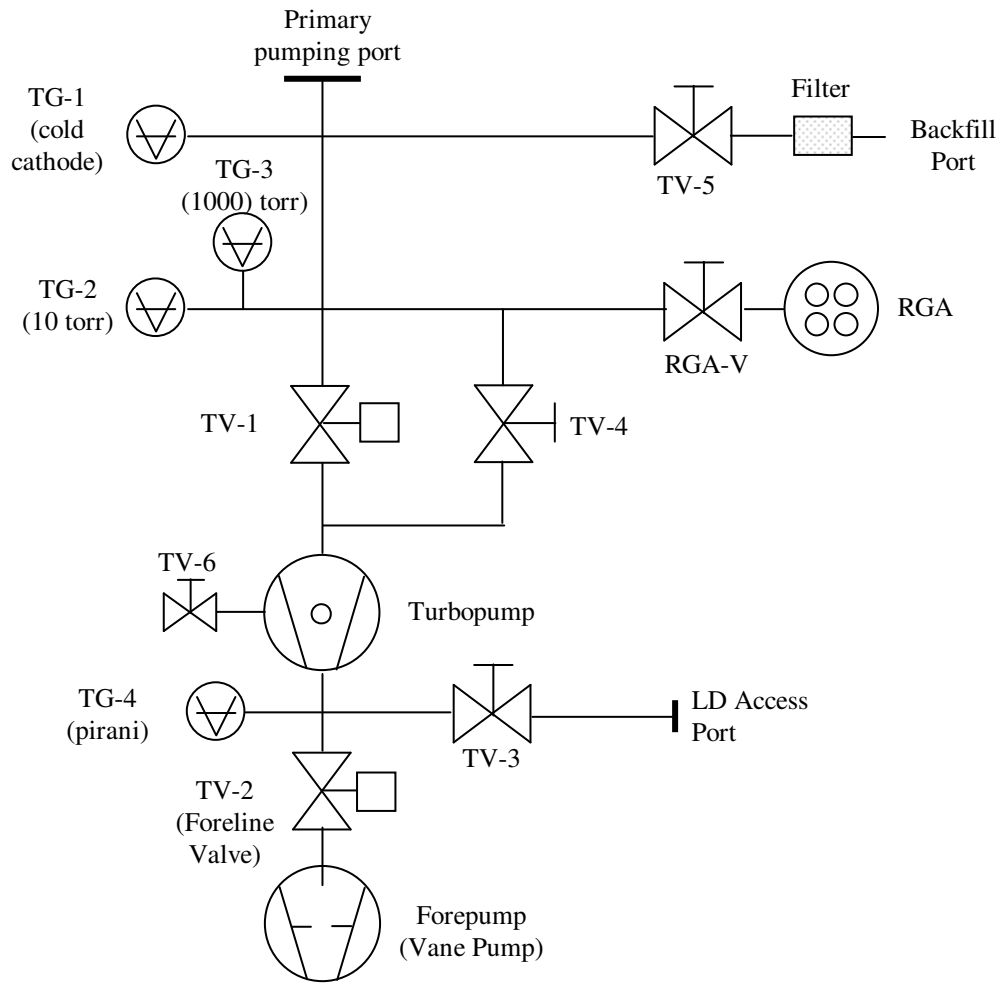 Primary
pumping port
TG-1
(cold
cathode)
Filter
Backfill
Port
TV-5
TG-3
(1000) torr)
TG-2
(10 torr)
RGA
RGA-V
TV-1
TV-4
TV-6
Turbopump
TG-4
(pirani)
LD Access
Port
TV-3
TV-2
(Foreline
Valve)
Forepump
(Vane Pump)